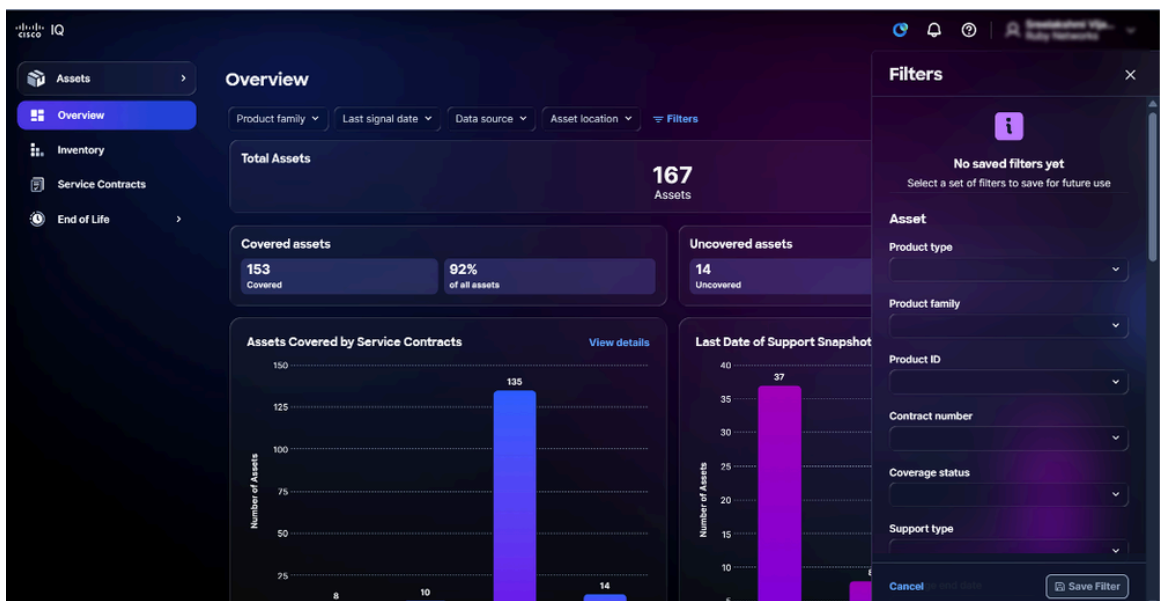 cisco IQ
Assets
Overview
Inventory
Service Contracts
End of Life
Overview
Product family
Last signal date
Data source
Asset location
Filters
Total Assets
167
Assets
Covered assets
153
Covered
92%
of all assets
Uncovered assets
14
Uncovered
Assets Covered by Service Contracts
View details
150
125
100
75
50
25
Number of Assets
8
10
135
14
Last Date of Support Snapshot
40
35
30
25
20
15
10
5
Number of Assets
37
8
Filters
No saved filters yet
Select a set of filters to save for future use
Asset
Product type
Product family
Product ID
Contract number
Coverage status
Support type
Cancel
Save Filter